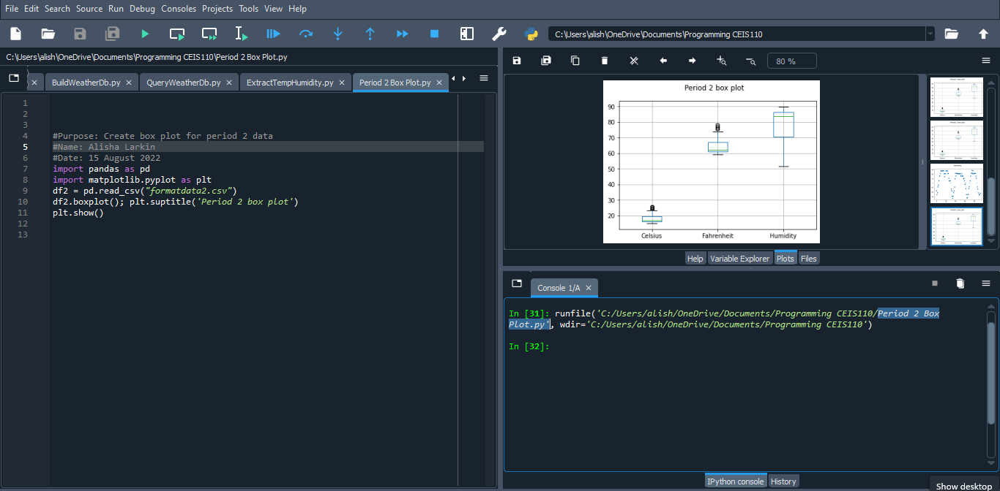 File Edit Search Source Run Debug Consoles Projects Tools View Help
C:\Users\alish\OneDrive\Documents\Programming CEIS110
C:\Users\alish\OneDrive\Documents\Programming CEIS110\Period 2 Box Plot.py
BuildWeatherDb.py QueryWeatherDb.py ExtractTempHumidity.py Period 2 Box Plot.py
1
2
3
4 #Purpose: Create box plot for period 2 data
5 #Name: Alisha Larkin
6 #Date: 15 August 2022
7 import pandas as pd
8 import matplotlib.pyplot as plt
9 df2 = pd.read_csv("formatdata2.csv")
10 df2.boxplot(); plt.suptitle('Period 2 box plot')
11 plt.show()
12
13
80 %
Period 2 box plot
90
80
70
60
50
40
30
20
Celsius Fahrenheit Humidity
Help Variable Explorer Plots Files
Console 1/A
In [31]: runfile('C:/Users/alish/OneDrive/Documents/Programming CEIS110/Period 2 Box
Plot.py', wdir='C:/Users/alish/OneDrive/Documents/Programming CEIS110')
In [32]:
IPython console History
Show desktop